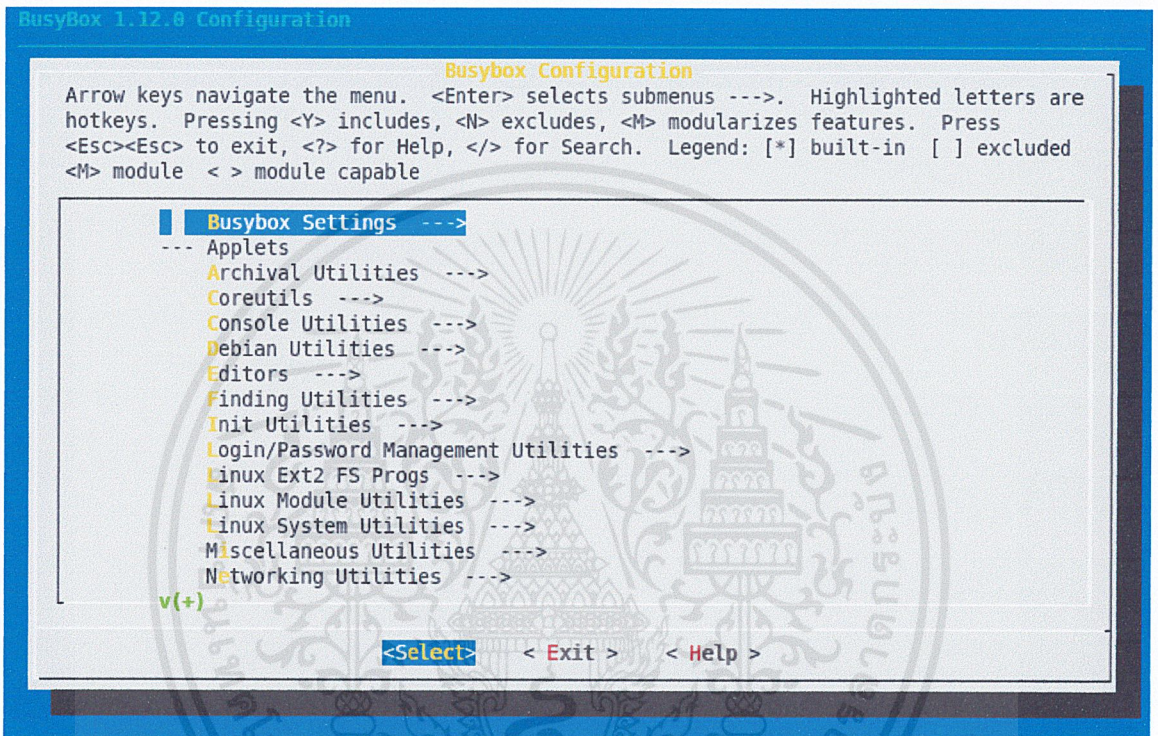 BusyBox 1.12.0 Configuration
Busybox Configuration
Arrow keys navigate the menu.  <Enter> selects submenus --->.  Highlighted letters are
hotkeys.  Pressing <Y> includes, <N> excludes, <M> modularizes features.  Press
<Esc><Esc> to exit, <?> for Help, </> for Search.  Legend: [*] built-in  [ ] excluded
<M> module  < > module capable
Busybox Settings  --->
--- Applets
Archival Utilities  --->
Coreutils  --->
Console Utilities  --->
Debian Utilities  --->
Editors  --->
Finding Utilities  --->
Init Utilities  --->
Login/Password Management Utilities  --->
Linux Ext2 FS Progs  --->
Linux Module Utilities  --->
Linux System Utilities  --->
Miscellaneous Utilities  --->
Networking Utilities  --->
v(+)
<Select>    < Exit >    < Help >